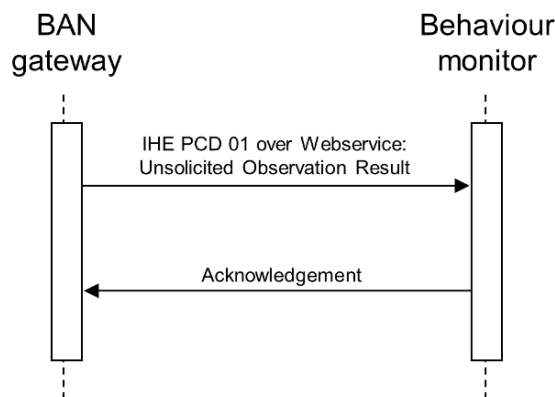 BAN
gateway
Behaviour
monitor
IHE PCD 01 over Webservice:
Unsolicited Observation Result
Acknowledgement